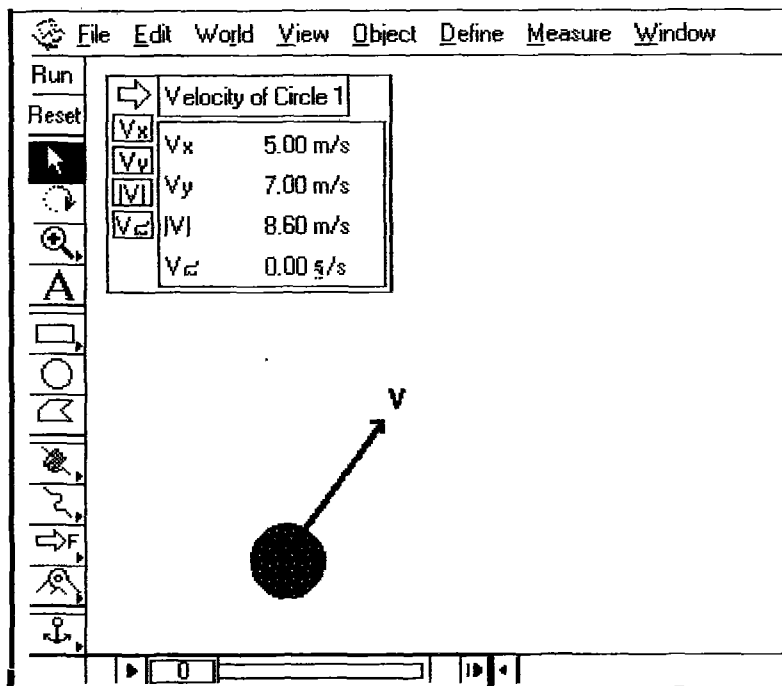 File Edit World View Object Define Measure Window
Run
Reset
Velocity of Circle 1
Vx
Vy
|V|
V
Vx 5.00 m/s
Vy 7.00 m/s
|V| 8.60 m/s
V 0.00 §/s
A
F
V
0